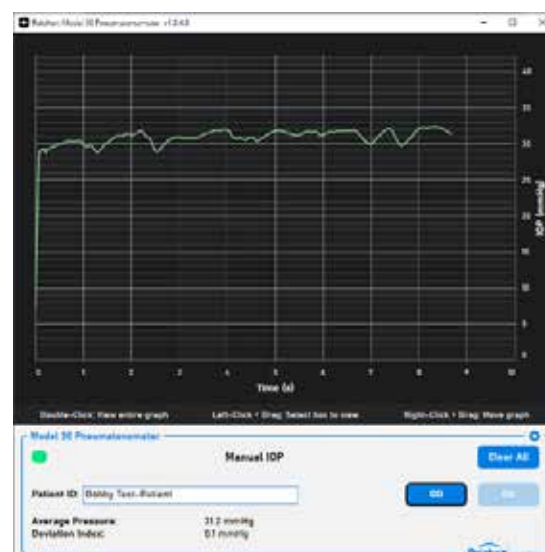 Reichert Model 30 Pneumatonometer v1.0.4.0
40
35
30
25
20
15
10
5
0
IOP (mmHg)
0 1 2 3 4 5 6 7 8 9 10
Time (s)
Double-Click: View entire graph Left-Click + Drag: Select box to view Right-Click + Drag: Move graph
Model 30 Pneumatonometer
Manual IOP
Clear All
Patient ID: Bobby Test-Patient
OD
Average Pressure: 31.2 mmHg
Deviation Index: 0.1 mmHg